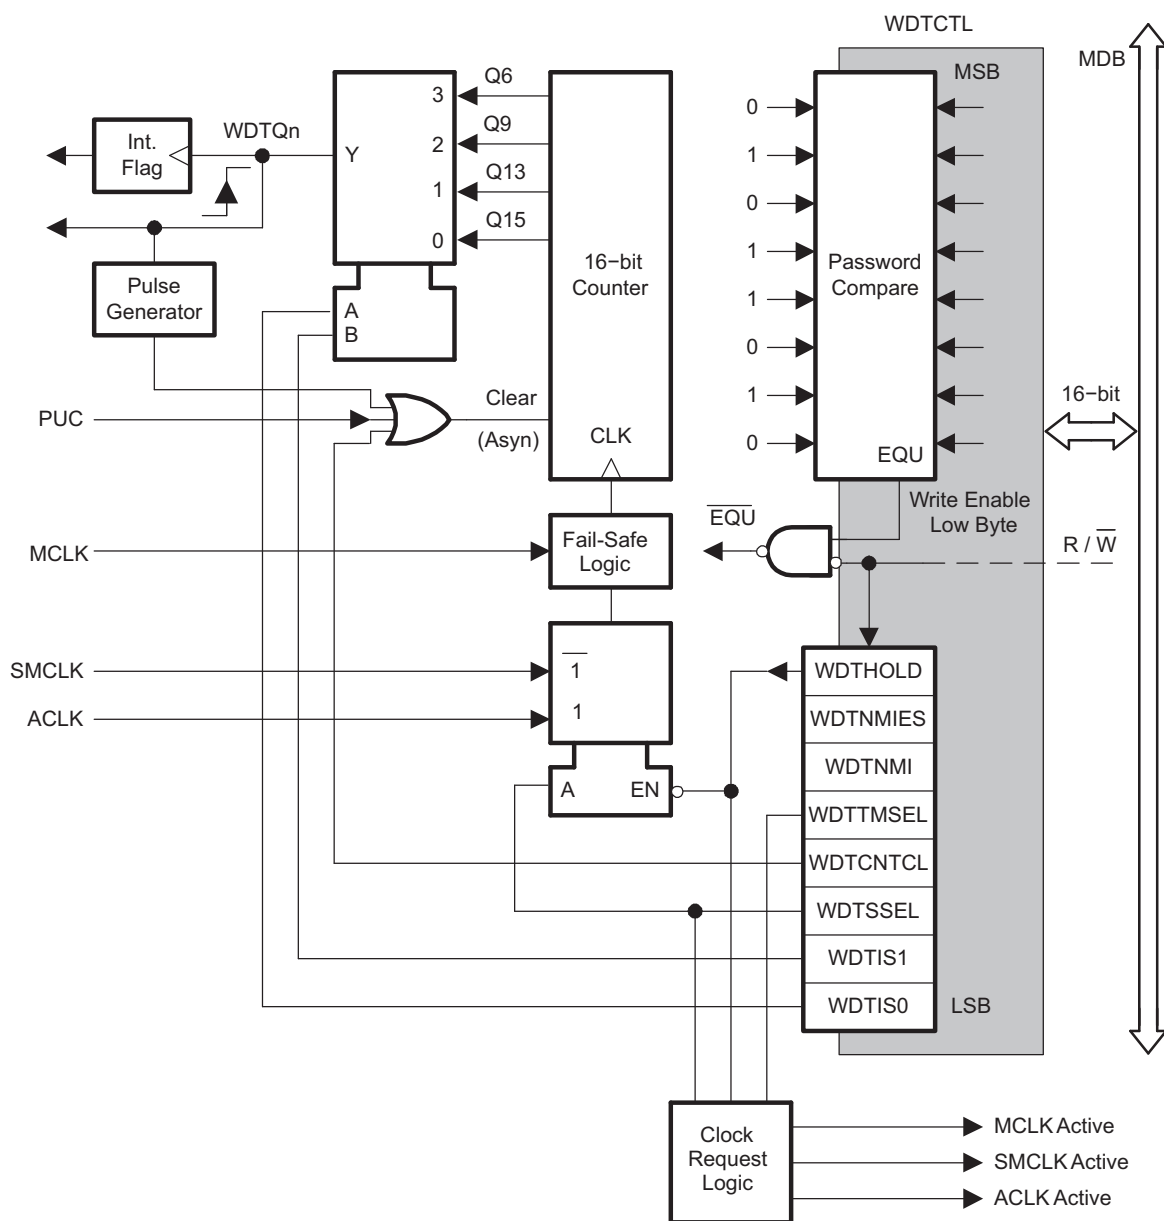 WDTCTL
MDB
MSB
Q6
3
Q9
2
Q13
1
Q15
0
Y
WDTQn
Int.
Flag
Pulse
Generator
A
B
16−bit
Counter
0
1
0
1
1
0
1
0
Password
Compare
EQU
16−bit
PUC
Clear
(Asyn)
CLK
Write Enable
Low Byte
E̅Q̅U̅
R / W̅
MCLK
Fail-Safe
Logic
SMCLK
1̅
ACLK
1
A
EN
WDTHOLD
WDTNMIES
WDTNMI
WDTTMSEL
WDTCNTCL
WDTSSEL
WDTIS1
WDTIS0
LSB
Clock
Request
Logic
MCLK Active
SMCLK Active
ACLK Active